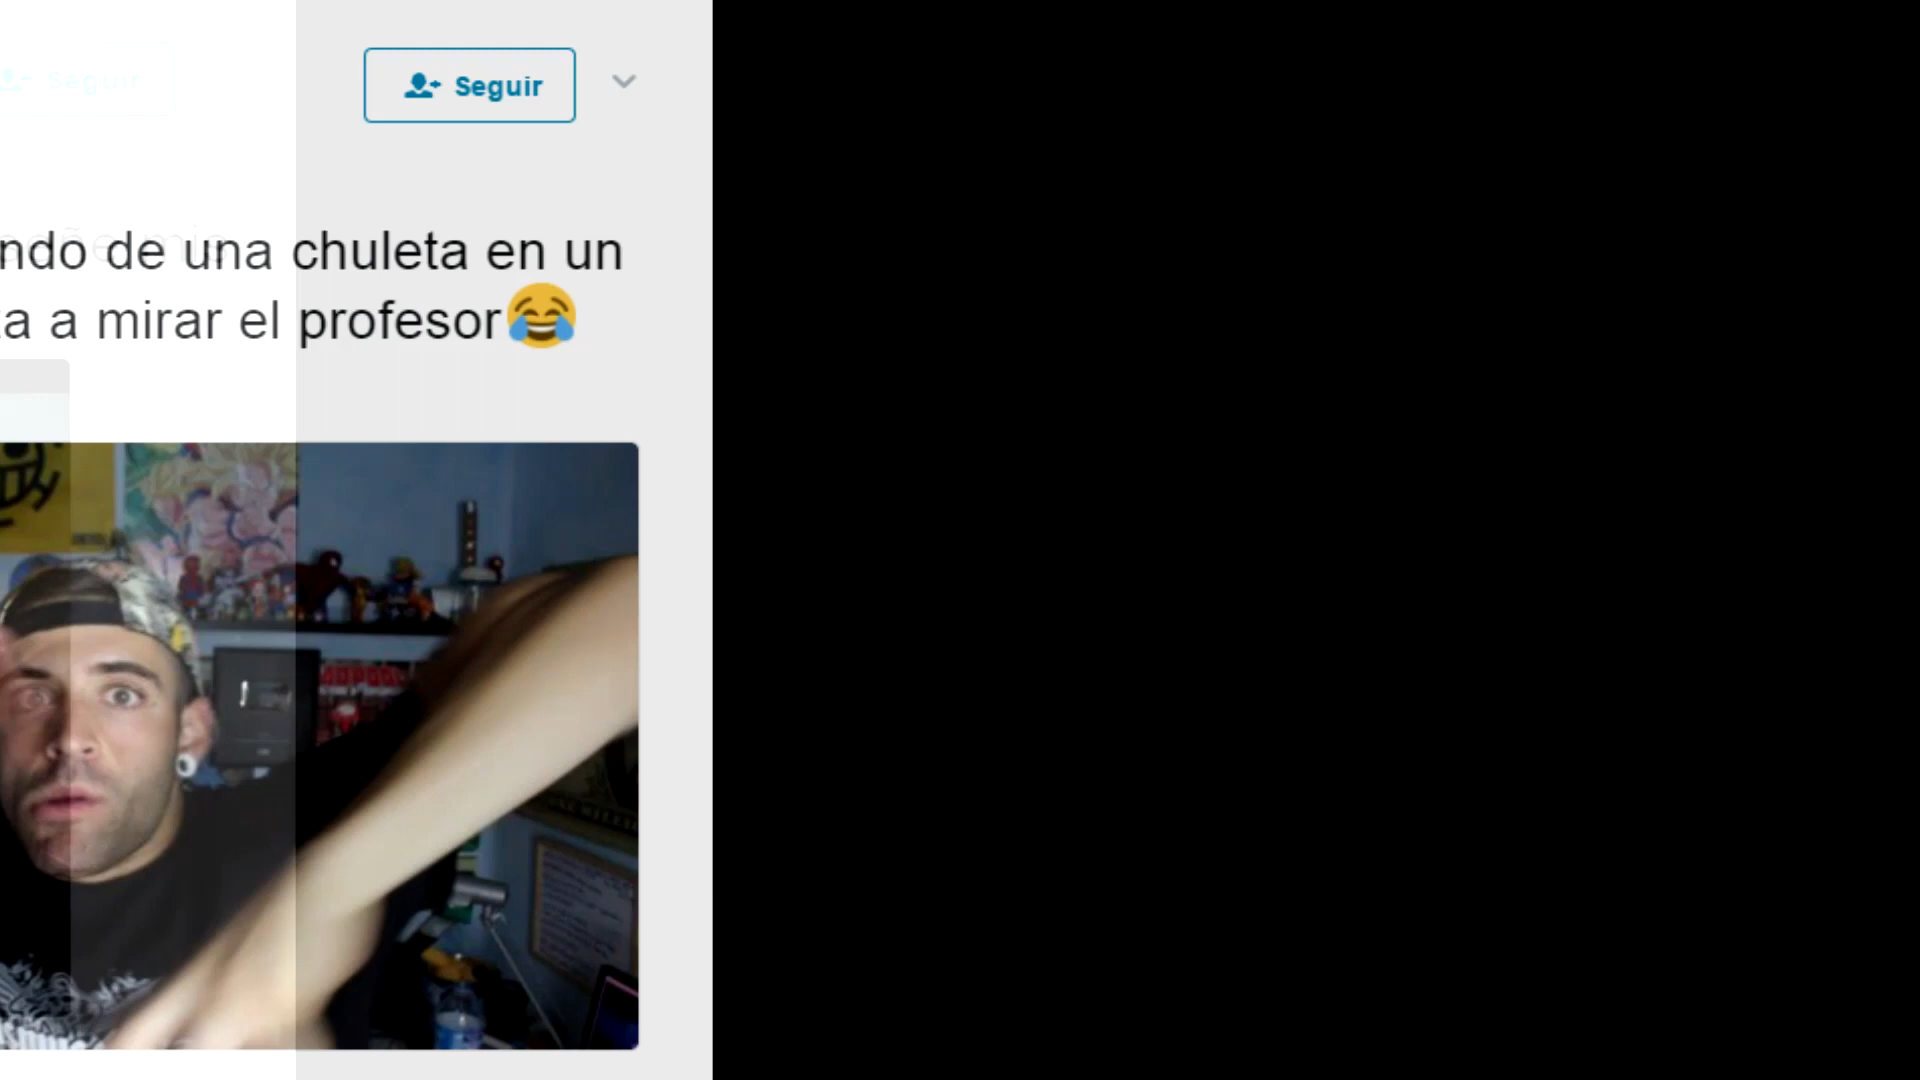 Seguir
ndo de una chuleta en un
a a mirar el profesor😂